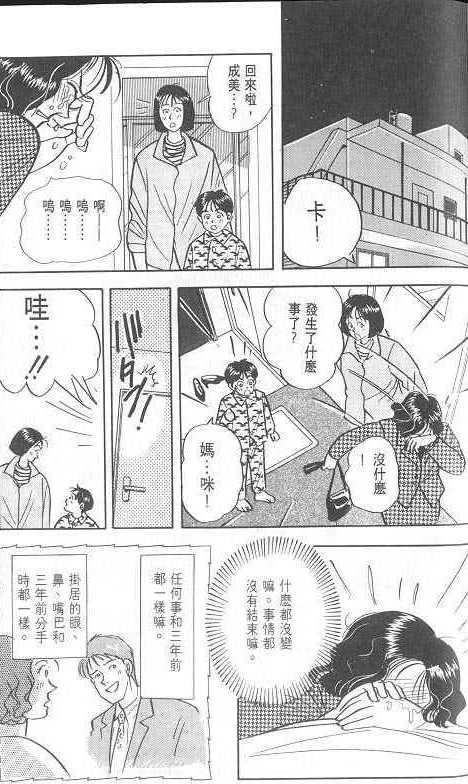 卡！
回來啦，
成美…？
啊──
嗚……
嗚……
嗚……
發生了什麼
事了？
沒什麼
！
媽…咪！
哇…!!
什麼都沒變
嘛。事情都
沒有結束嘛。
任何事和三年前
都一樣嘛。
掛居的眼、
鼻、嘴巴和
三年前分手
時都一樣。